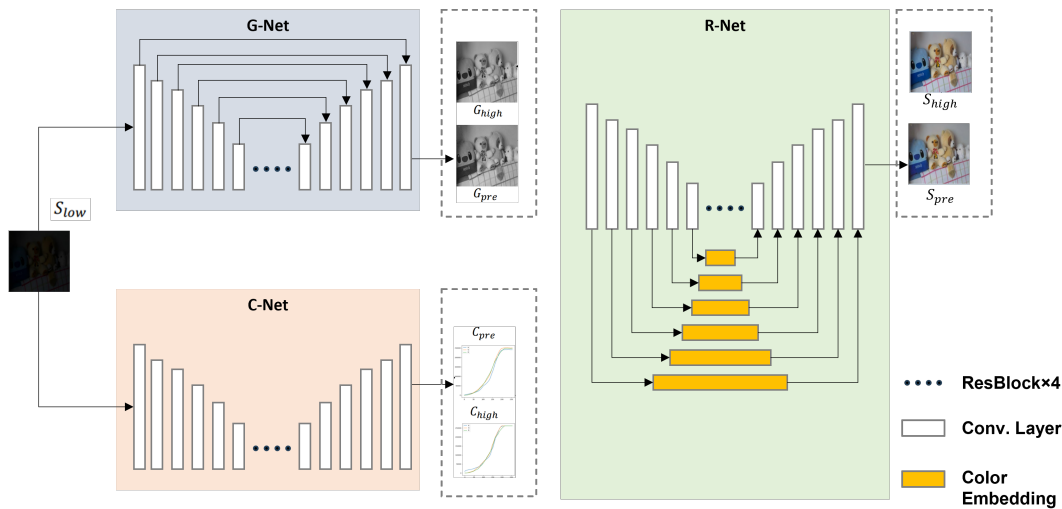 G-Net
R-Net
G_high
G_pre
S_high
S_pre
S_low
C-Net
C_pre
C_high
ResBlock×4
Conv. Layer
Color
Embedding